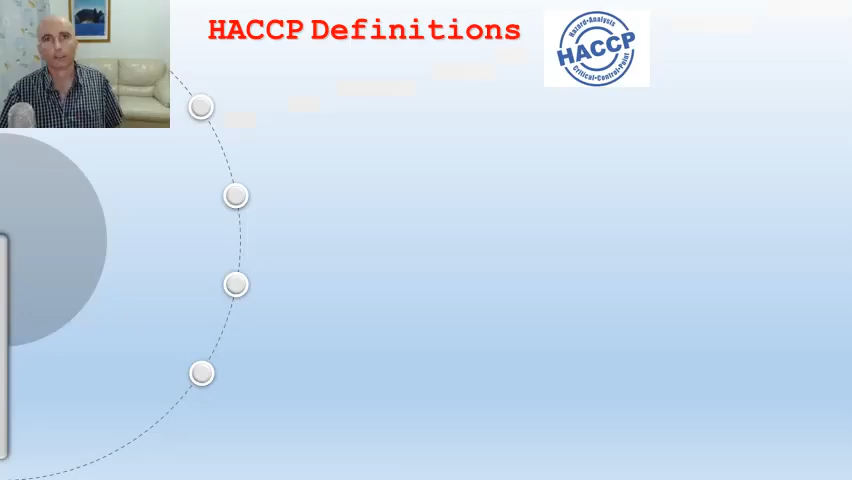 HACCP Definitions
Hazard-Analysis
HACCP
Critical-Control-Point